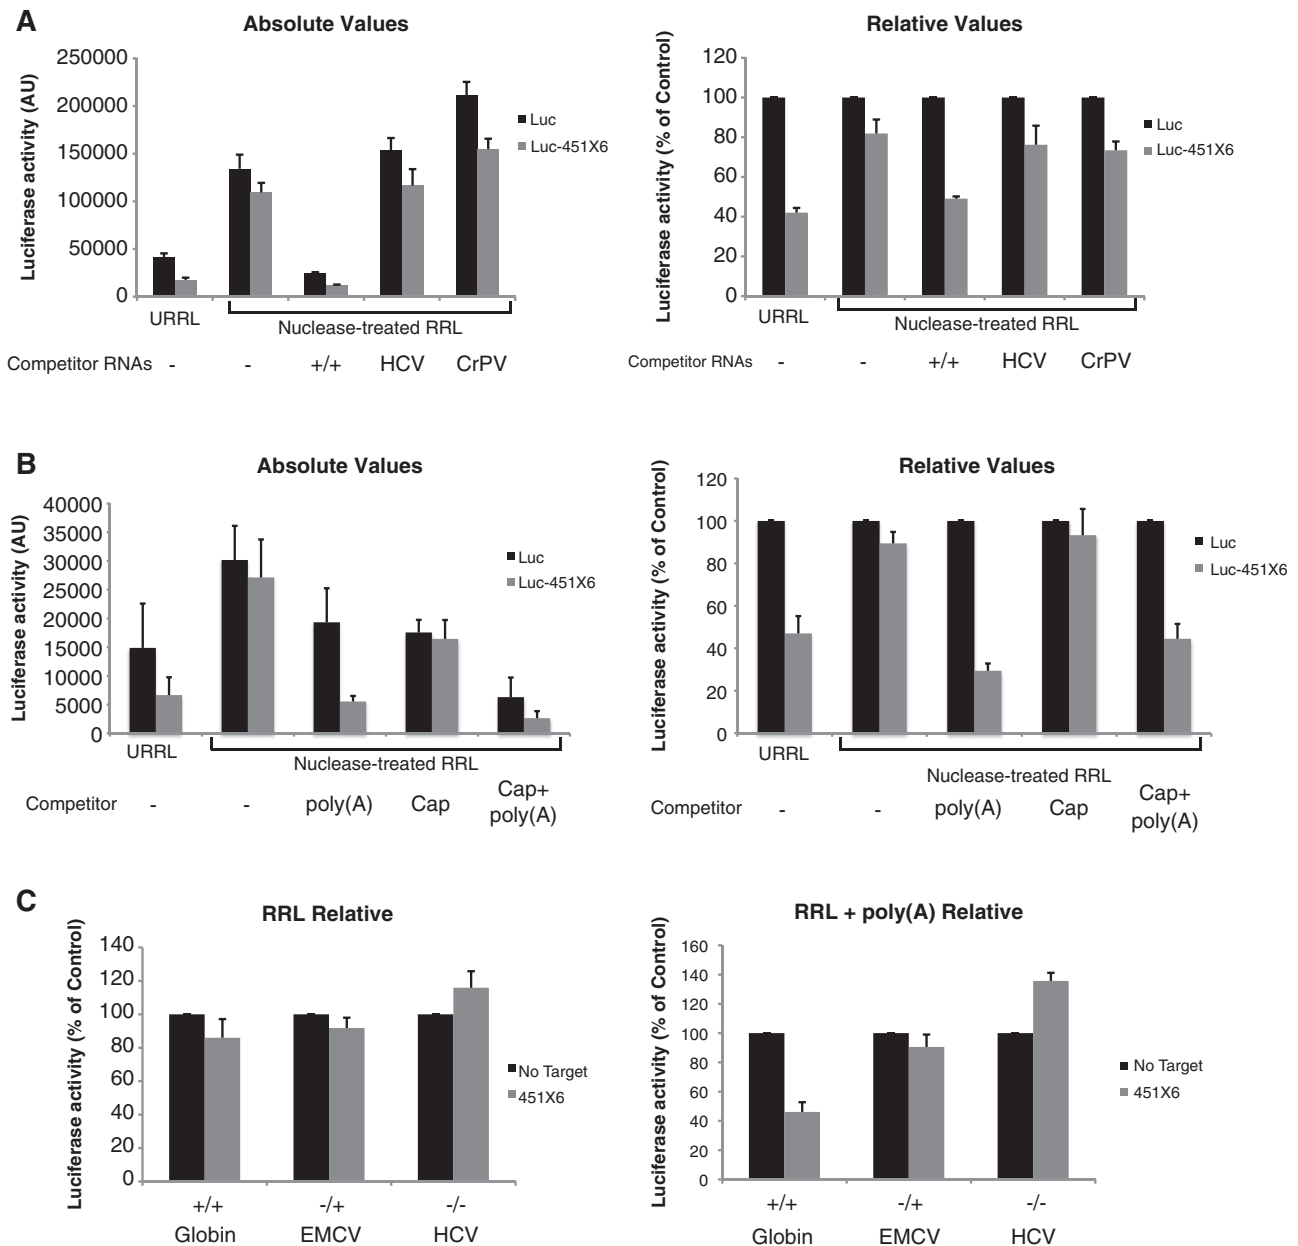 A
Absolute Values
Luciferase activity (AU)
250000
200000
150000
100000
50000
0
Luc
Luc-451X6
URRL
Nuclease-treated RRL
Competitor RNAs - - +/+ HCV CrPV
Relative Values
Luciferase activity (% of Control)
120
100
80
60
40
20
0
Luc
Luc-451X6
URRL
Nuclease-treated RRL
Competitor RNAs - - +/+ HCV CrPV
B
Absolute Values
Luciferase activity (AU)
40000
35000
30000
25000
20000
15000
10000
5000
0
Luc
Luc-451X6
URRL
Nuclease-treated RRL
Competitor - - poly(A) Cap Cap+
poly(A)
Relative Values
Luciferase activity (% of Control)
120
100
80
60
40
20
0
Luc
Luc-451X6
URRL
Nuclease-treated RRL
Competitor - - poly(A) Cap Cap+
poly(A)
C
RRL Relative
Luciferase activity (% of Control)
140
120
100
80
60
40
20
0
No Target
451X6
+/+ -/+ -/-
Globin EMCV HCV
RRL + poly(A) Relative
Luciferase activity (% of Control)
160
140
120
100
80
60
40
20
0
No Target
451X6
+/+ -/+ -/-
Globin EMCV HCV